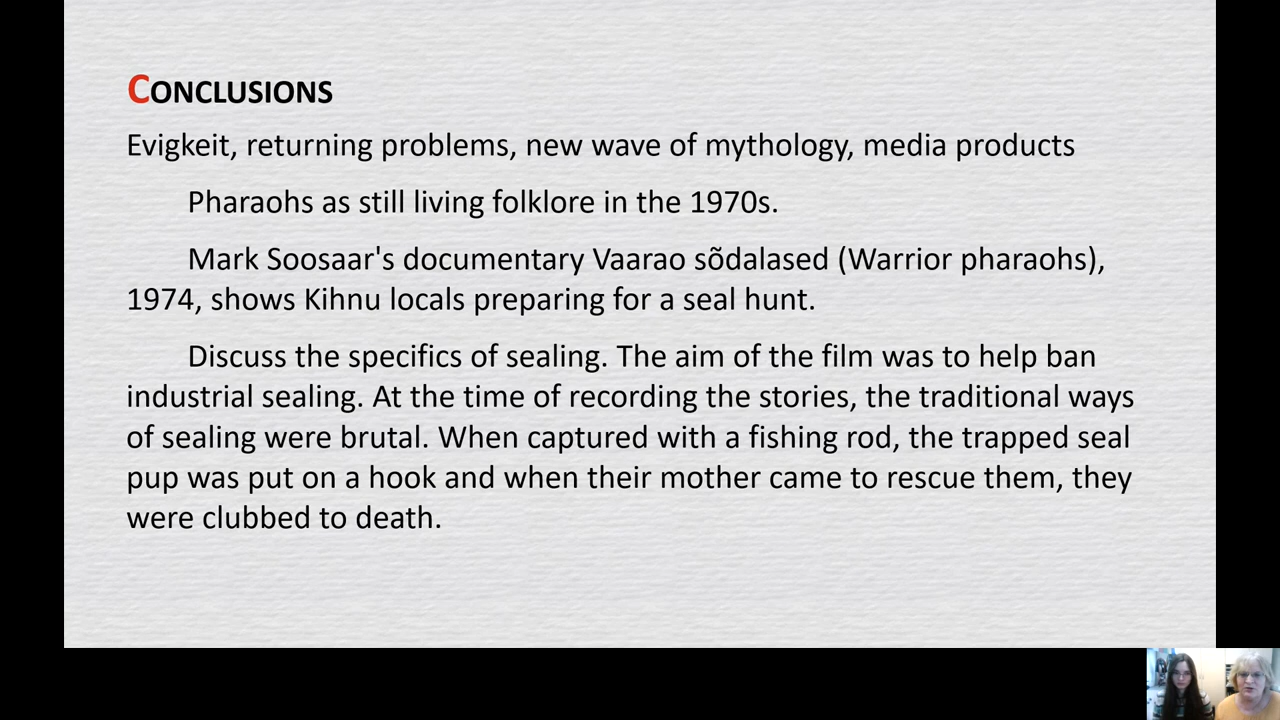 CONCLUSIONS
Evigkeit, returning problems, new wave of mythology, media products
Pharaohs as still living folklore in the 1970s.
Mark Soosaar's documentary Vaarao sõdalased (Warrior pharaohs),
1974, shows Kihnu locals preparing for a seal hunt.
Discuss the specifics of sealing. The aim of the film was to help ban
industrial sealing. At the time of recording the stories, the traditional ways
of sealing were brutal. When captured with a fishing rod, the trapped seal
pup was put on a hook and when their mother came to rescue them, they
were clubbed to death.